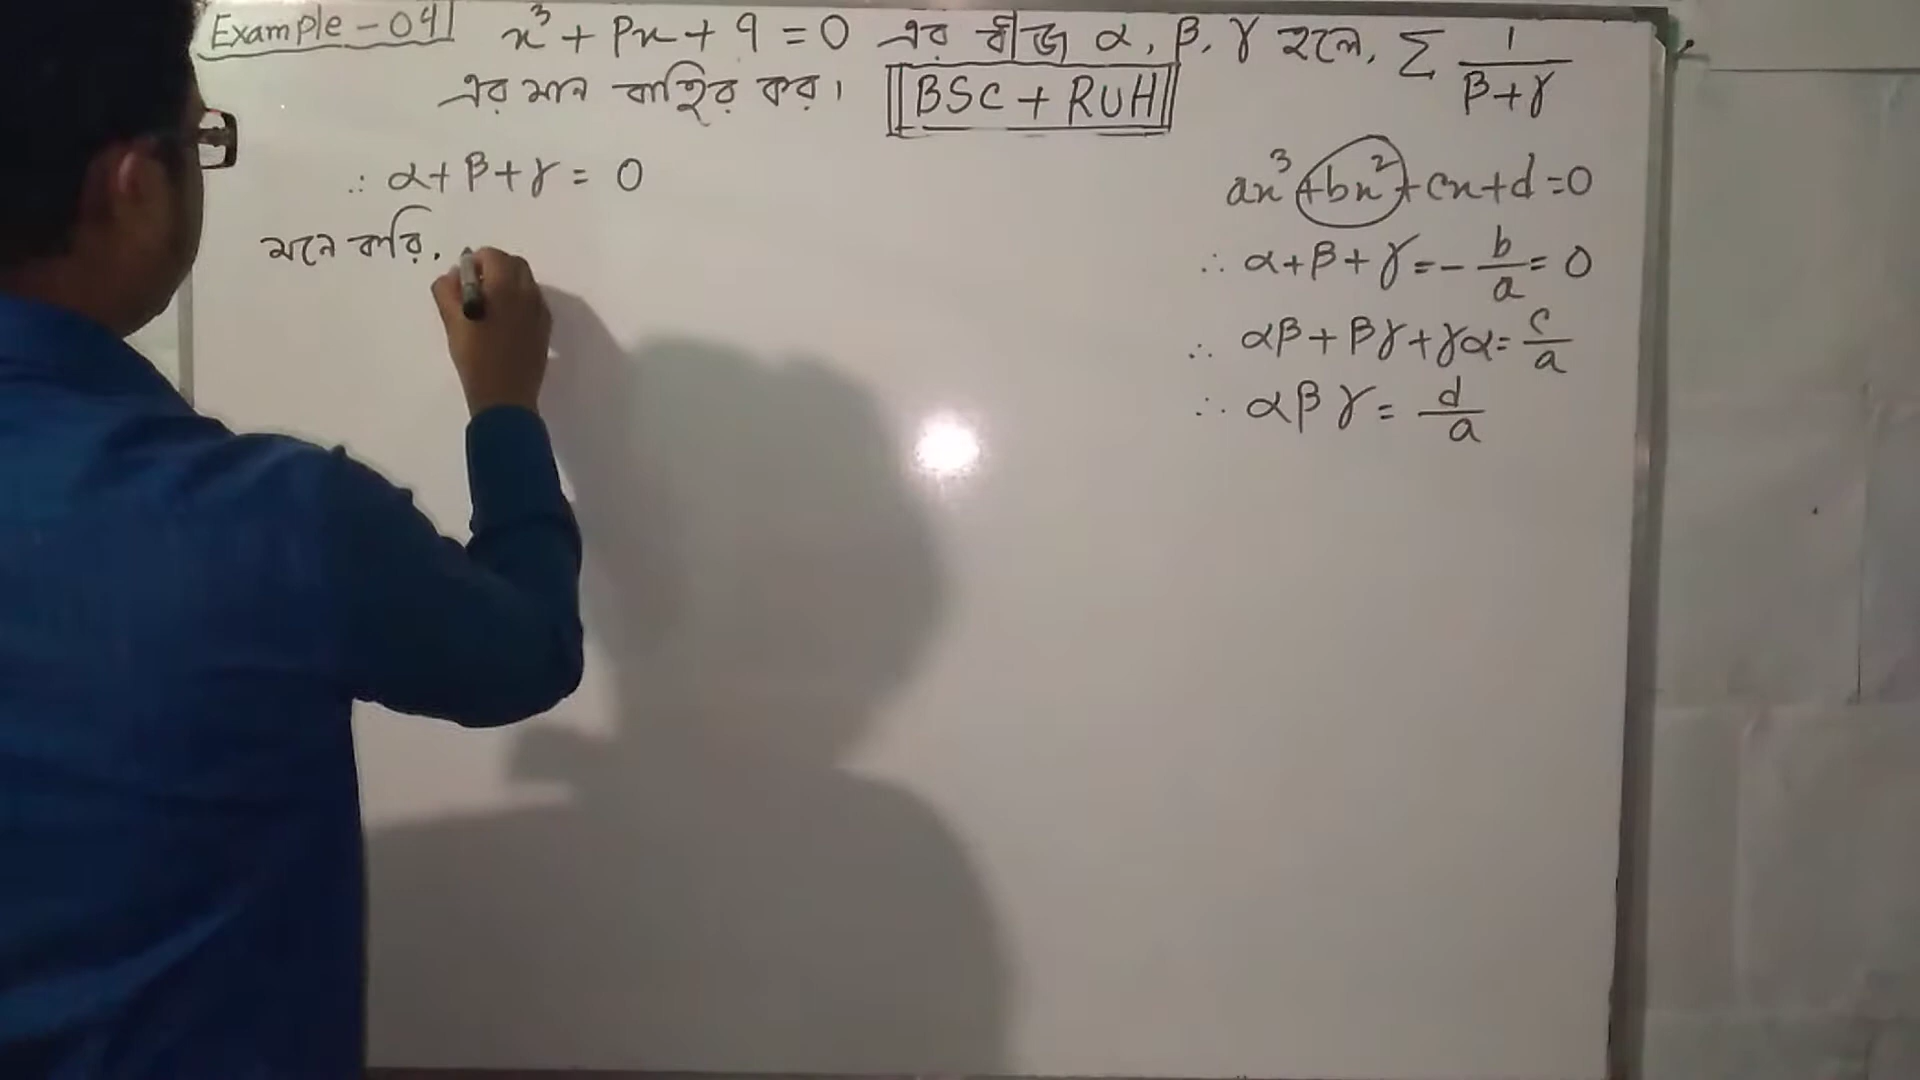 Example-04 x³ + Px + q = 0 এর বীজ α, β, γ হলে, Σ 1/(β+γ)
এর মান বাহির কর। BSC + RUH
∴ α+β+γ = 0
মনে করি,
ax³+bx²+cx+d=0
∴ α+β+γ=-b/a=0
∴ αβ+βγ+γα=c/a
∴ αβγ=d/a